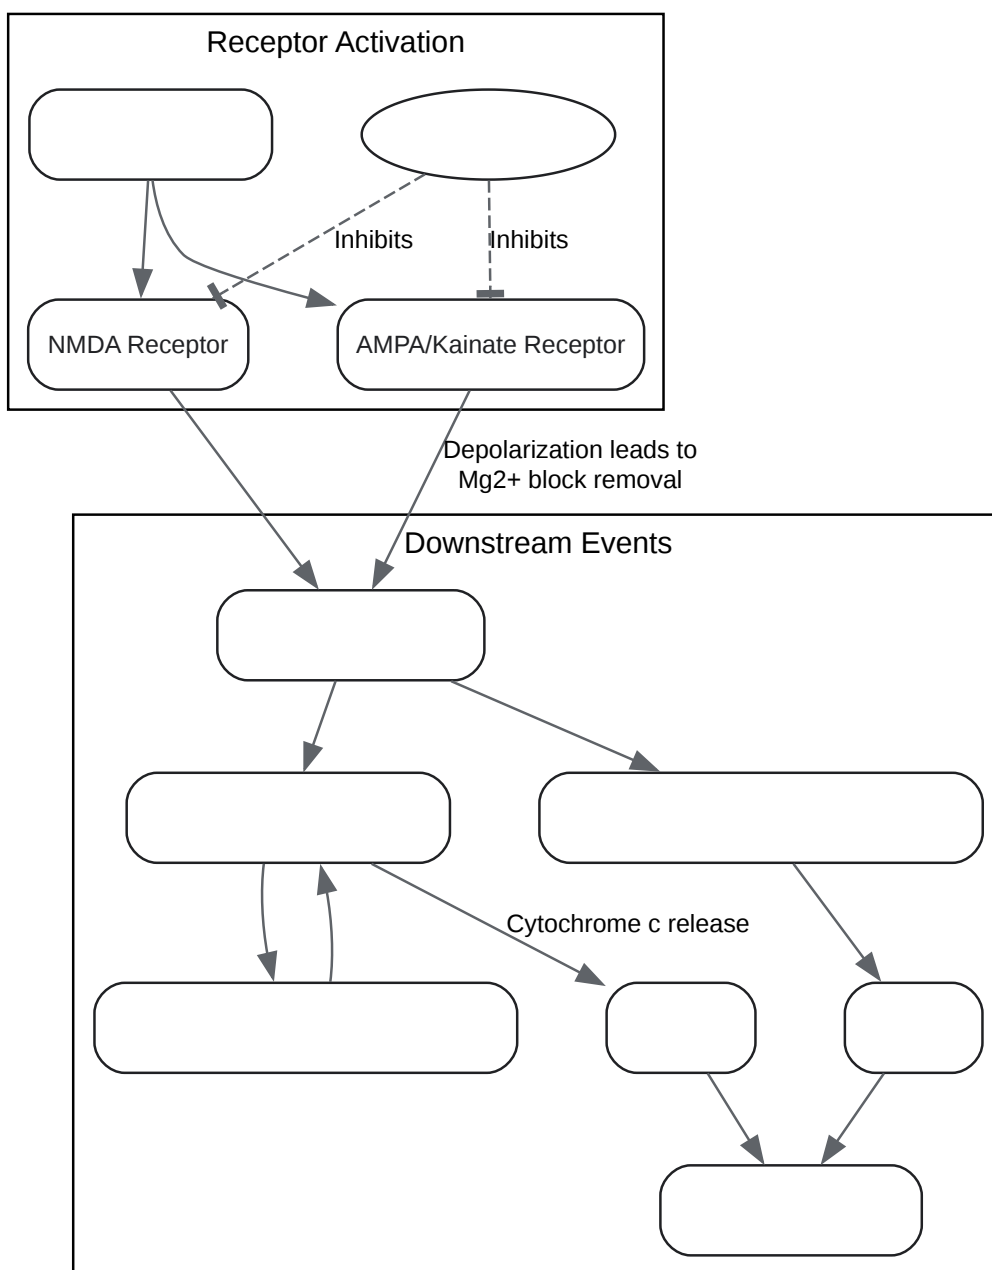 Receptor Activation
Inhibits
Inhibits
NMDA Receptor
AMPA/Kainate Receptor
Depolarization leads to
Mg2+ block removal
Downstream Events
Cytochrome c release